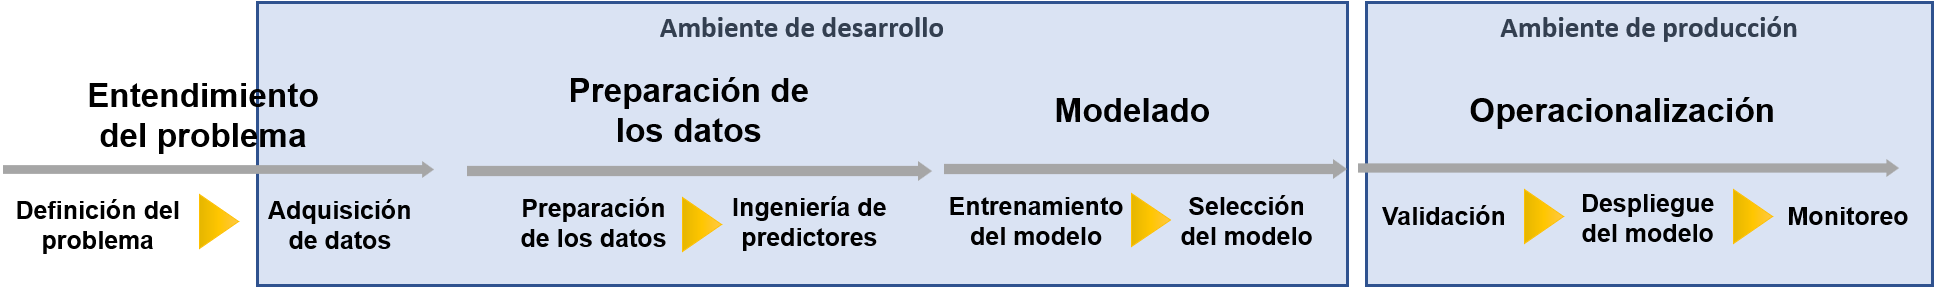 Ambiente de desarrollo
Ambiente de producción
Entendimiento
del problema
Preparación de
los datos
Modelado
Operacionalización
Definición del
problema
Adquisición
de datos
Preparación
de los datos
Ingeniería de
predictores
Entrenamiento
del modelo
Selección
del modelo
Validación
Despliegue
del modelo
Monitoreo